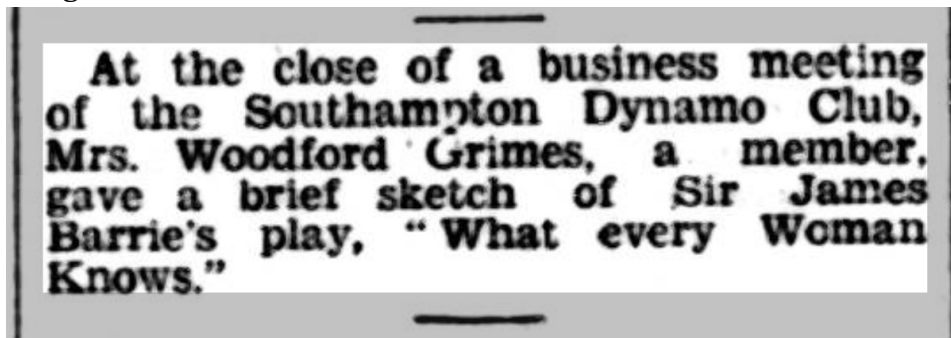 At the close of a business meeting
of the Southampton Dynamo Club,
Mrs. Woodford Grimes, a member,
gave a brief sketch of Sir James
Barrie's play, "What every Woman
Knows."